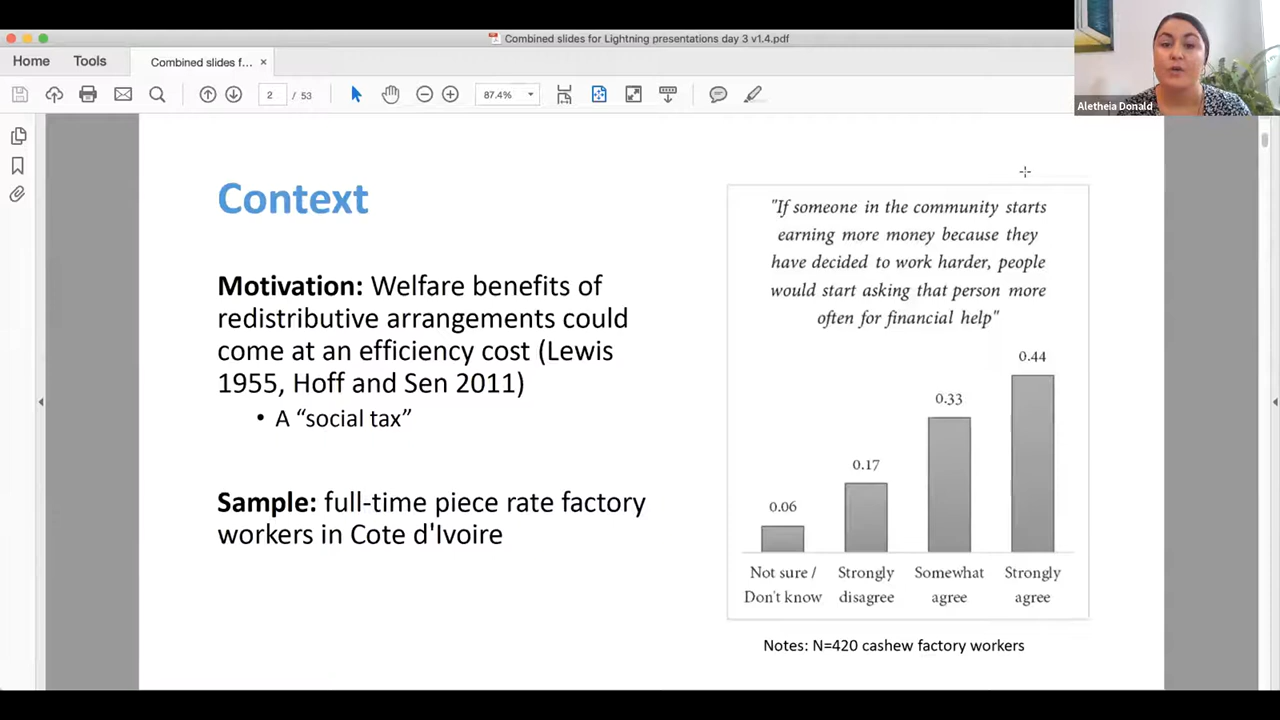 Combined slides for Lightning presentations day 3 v1.4.pdf
Home Tools Combined slides f... ×
2 / 53 87.4%
Aletheia Donald
Context
Motivation: Welfare benefits of
redistributive arrangements could
come at an efficiency cost (Lewis
1955, Hoff and Sen 2011)
• A “social tax”
Sample: full-time piece rate factory
workers in Cote d'Ivoire
"If someone in the community starts
earning more money because they
have decided to work harder, people
would start asking that person more
often for financial help"
0.06 0.17 0.33 0.44
Not sure / Strongly Somewhat Strongly
Don't know disagree agree agree
Notes: N=420 cashew factory workers